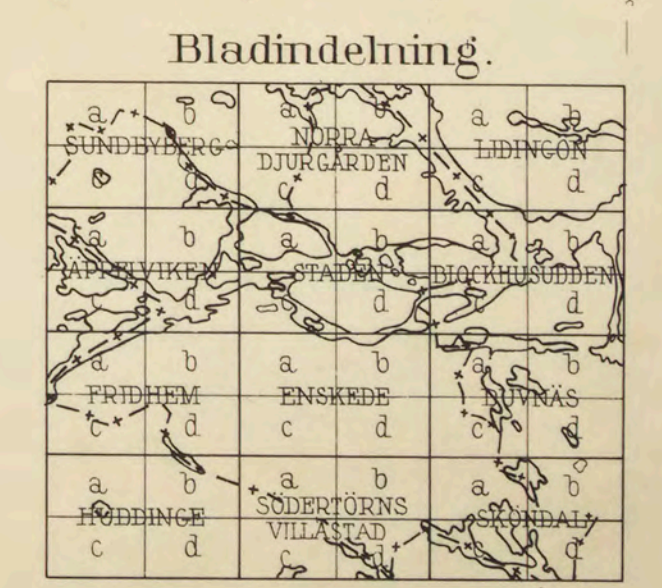 Bladindelning.
a b a b a b
SUNDBYBERG NORRA DJURGÅRDEN LIDINGÖN
d c d c d
a b a b a b
ÄPPELVIKEN STADEN BLOCKHUSUDDEN
d c d c d
a b a b a b
FRIDHEM ENSKEDE DUVNÄS
c d c d c d
a b a b a b
HUDDINGE SÖDERTÖRNS VILLASTAD SKÖNDAL
c d c d c d